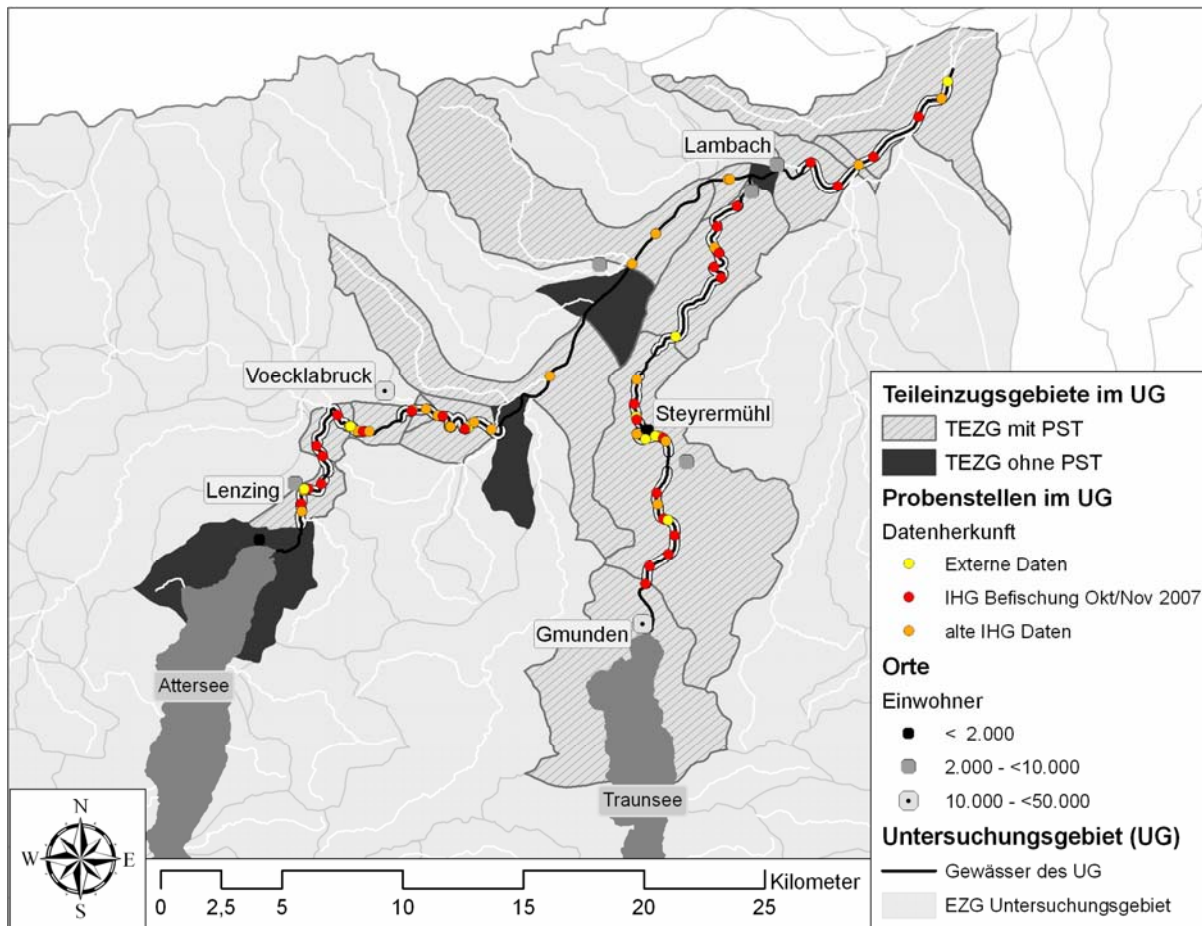 Lambach
Voecklabruck
Steyrermühl
Lenzing
Gmunden
Attersee
Traunsee
N
W E
S
Kilometer
0 2,5 5 10 15 20 25
Teileinzugsgebiete im UG
TEZG mit PST
TEZG ohne PST
Probenstellen im UG
Datenherkunft
Externe Daten
IHG Befischung Okt/Nov 2007
alte IHG Daten
Orte
Einwohner
< 2.000
2.000 - <10.000
10.000 - <50.000
Untersuchungsgebiet (UG)
Gewässer des UG
EZG Untersuchungsgebiet